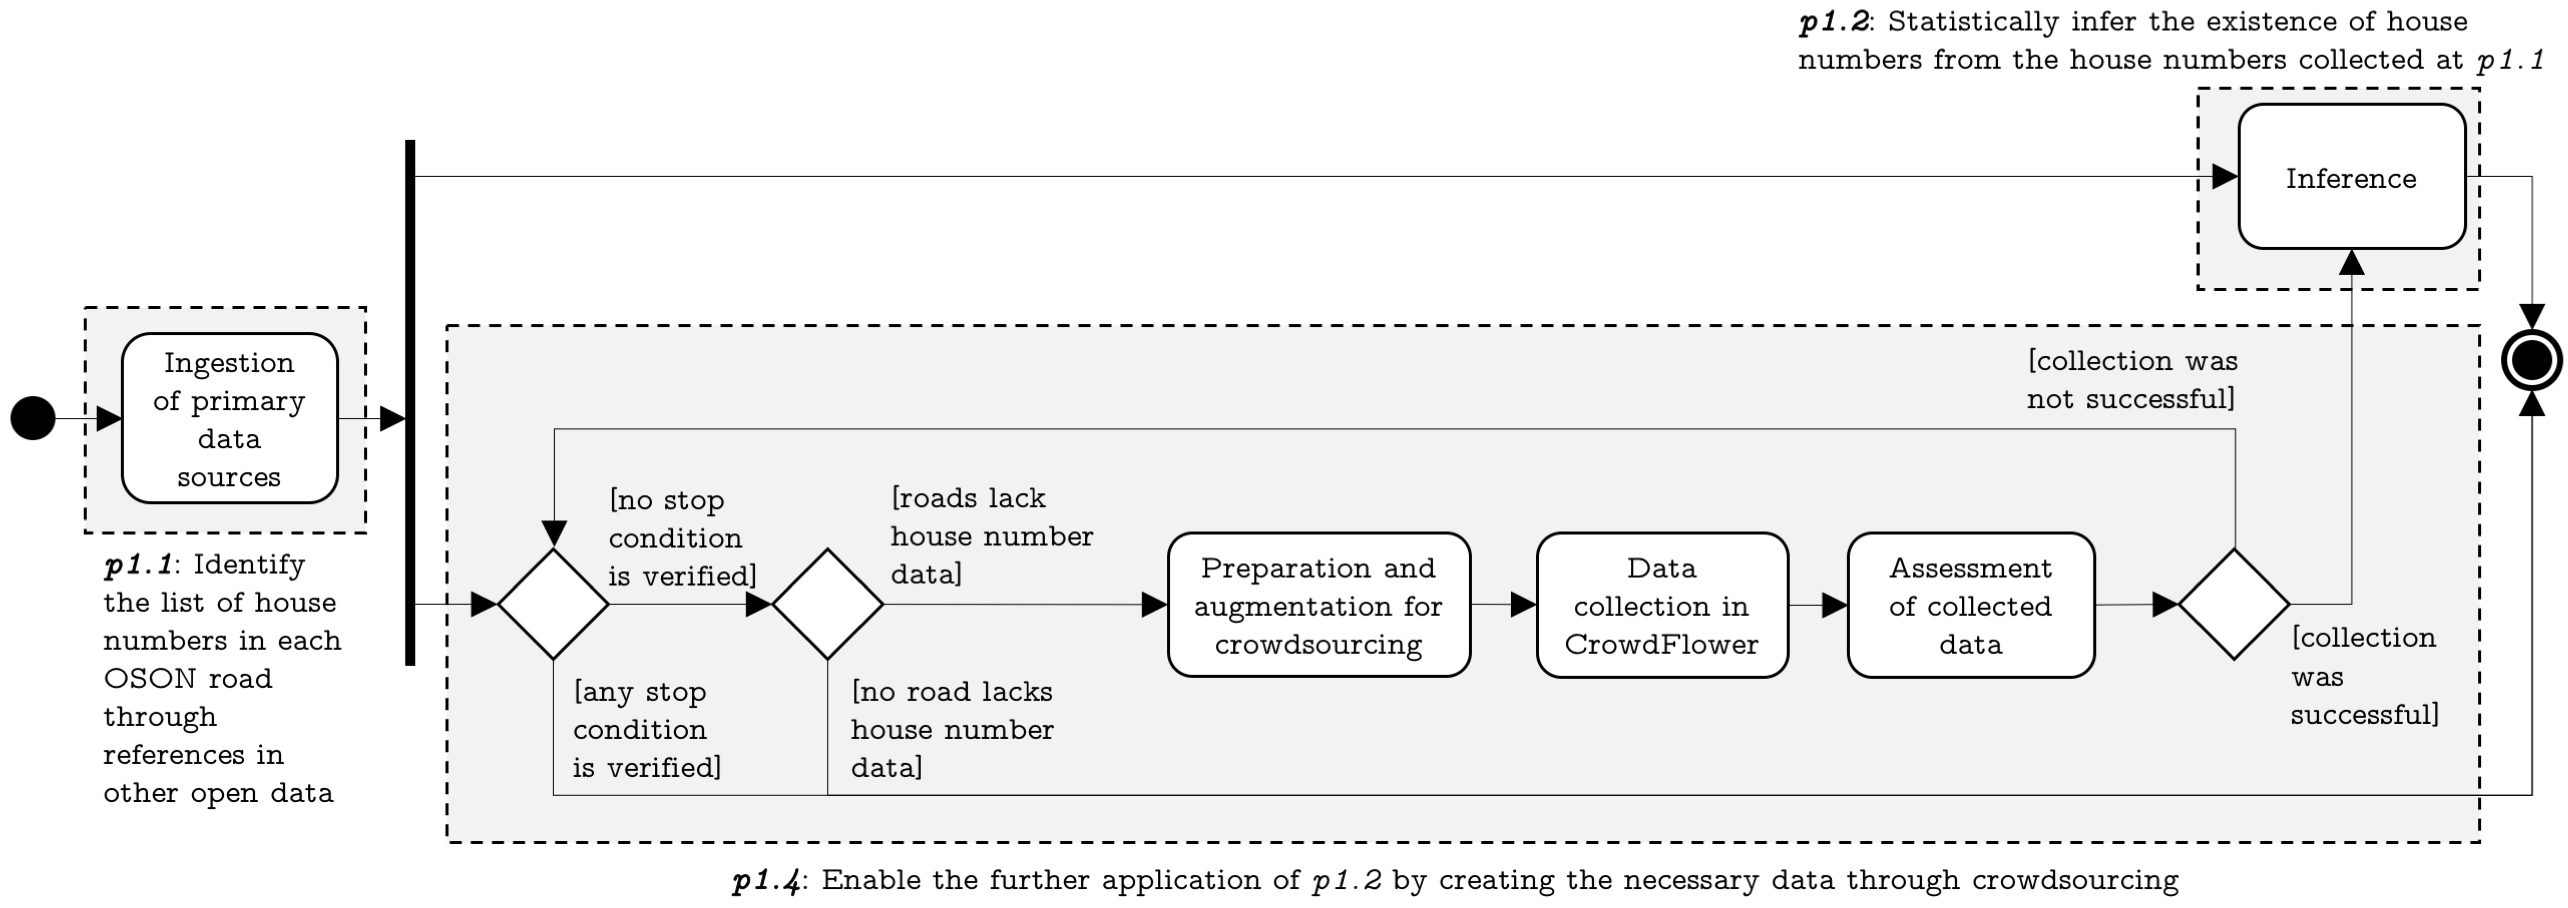 p1.2: Statistically infer the existence of house
numbers from the house numbers collected at p1.1
Inference
Ingestion
of primary
data
sources
p1.1: Identify
the list of house
numbers in each
OSON road
through
references in
other open data
[collection was
not successful]
[no stop
condition
is verified]
[roads lack
house number
data]
Preparation and
augmentation for
crowdsourcing
Data
collection in
CrowdFlower
Assessment
of collected
data
[collection
was
successful]
[any stop
condition
is verified]
[no road lacks
house number
data]
p1.4: Enable the further application of p1.2 by creating the necessary data through crowdsourcing